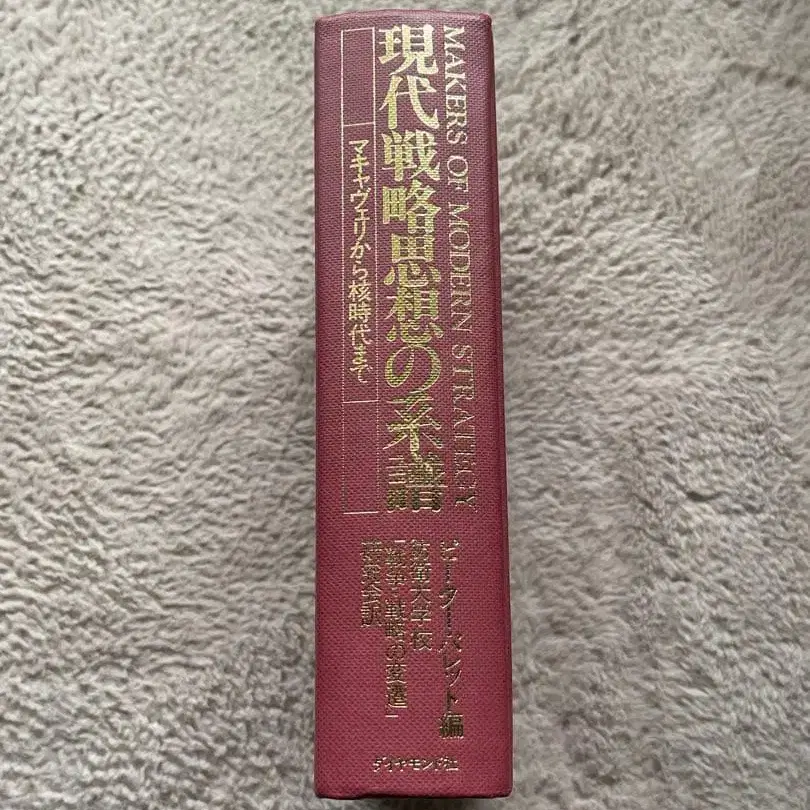 MAKERS OF MODERN STRATEGY
現代戦略思想の系譜
マキャヴェリから核時代まで
ピーター・パレット編
防衛大学校
「戦争・戦略の変遷」
研究会訳
ダイヤモンド社